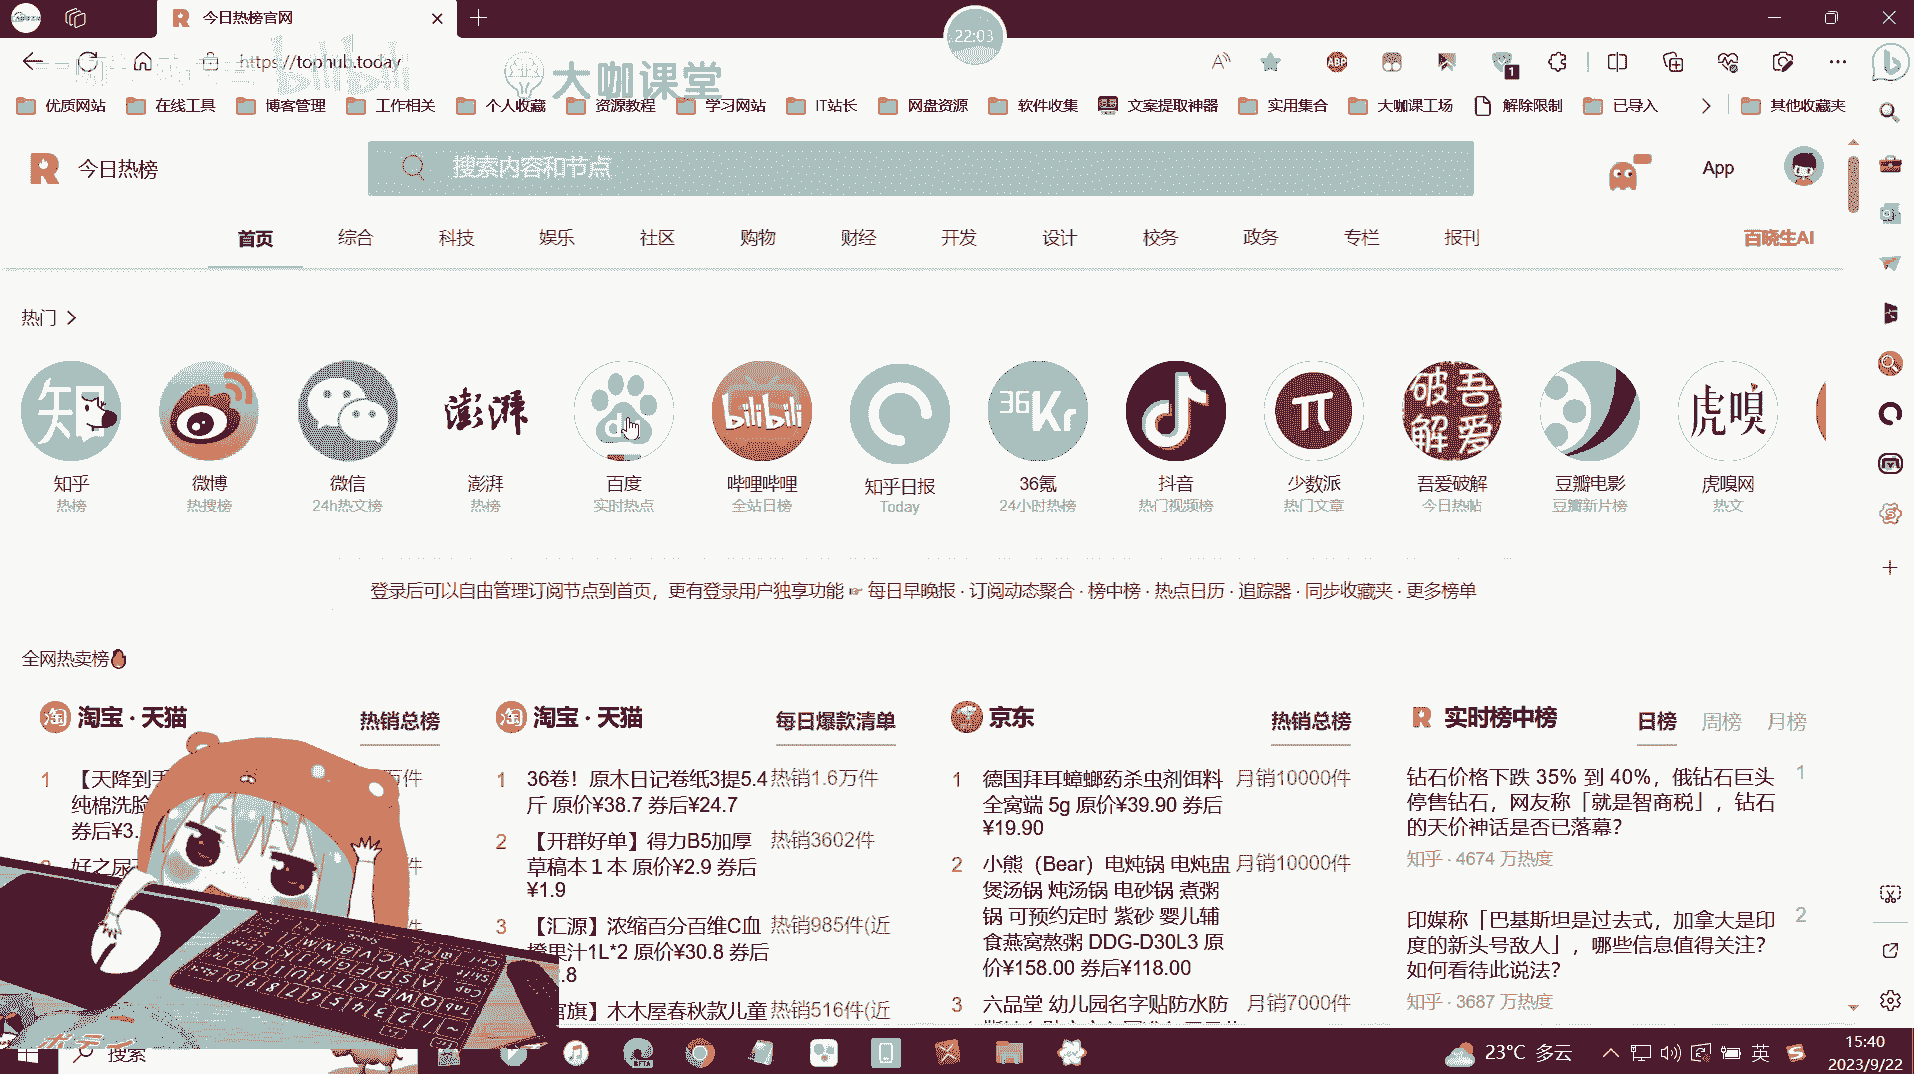 今日热榜官网
22:03
https://tophub.today
bilibili
大咖课堂
优质网站 在线工具 博客管理 工作相关 个人收藏 资源教程 学习网站 IT站长 网盘资源 软件收集 文案提取神器 实用集合 大咖课工场 解除限制 已导入 其他收藏夹
今日热榜
搜索内容和节点
App
首页 综合 科技 娱乐 社区 购物 财经 开发 设计 校务 政务 专栏 报刊 百晓生AI
热门
知乎 微博 微信 澎湃 百度 哔哩哔哩 知乎日报 36氪 抖音 少数派 吾爱破解 豆瓣电影 虎嗅网
热榜 热搜榜 24h热文榜 热榜 实时热点 全站日榜 Today 24小时热榜 热门视频榜 热门文章 今日热帖 豆瓣新片榜 热文
登录后可以自由管理订阅节点到首页，更有登录用户独享功能 ☞ 每日早晚报 · 订阅动态聚合 · 榜中榜 · 热点日历 · 追踪器 · 同步收藏夹 · 更多榜单
全网热卖榜
淘宝 · 天猫 热销总榜
1 【天降到手
纯棉洗脸
券后¥3.
好之
淘宝 · 天猫 每日爆款清单
1 36卷！原木日记卷纸3提5.4 热销1.6万件
斤 原价¥38.7 券后¥24.7
2 【开群好单】得力B5加厚 热销3602件
草稿本１本 原价¥2.9 券后
¥1.9
3 【汇源】浓缩百分百维C血 热销985件(近
橙果汁1L*2 原价¥30.8 券后
.8
官旗】木木屋春秋款儿童 热销516件(近
京东 热销总榜
1 德国拜耳蟑螂药杀虫剂饵料 月销10000件
全窝端 5g 原价¥39.90 券后
¥19.90
2 小熊（Bear）电炖锅 电炖盅 月销10000件
煲汤锅 炖汤锅 电砂锅 煮粥
锅 可预约定时 紫砂 婴儿辅
食燕窝熬粥 DDG-D30L3 原
价¥158.00 券后¥118.00
3 六品堂 幼儿园名字贴防水防 月销7000件
实时榜中榜 日榜 周榜 月榜
钻石价格下跌 35% 到 40%，俄钻石巨头 1
停售钻石，网友称「就是智商税」，钻石
的天价神话是否已落幕？
知乎 · 4674 万热度
印媒称「巴基斯坦是过去式，加拿大是印 2
度的新头号敌人」，哪些信息值得关注？
如何看待此说法？
知乎 · 3687 万热度
搜索
23°C 多云
英
15:40
2023/9/22